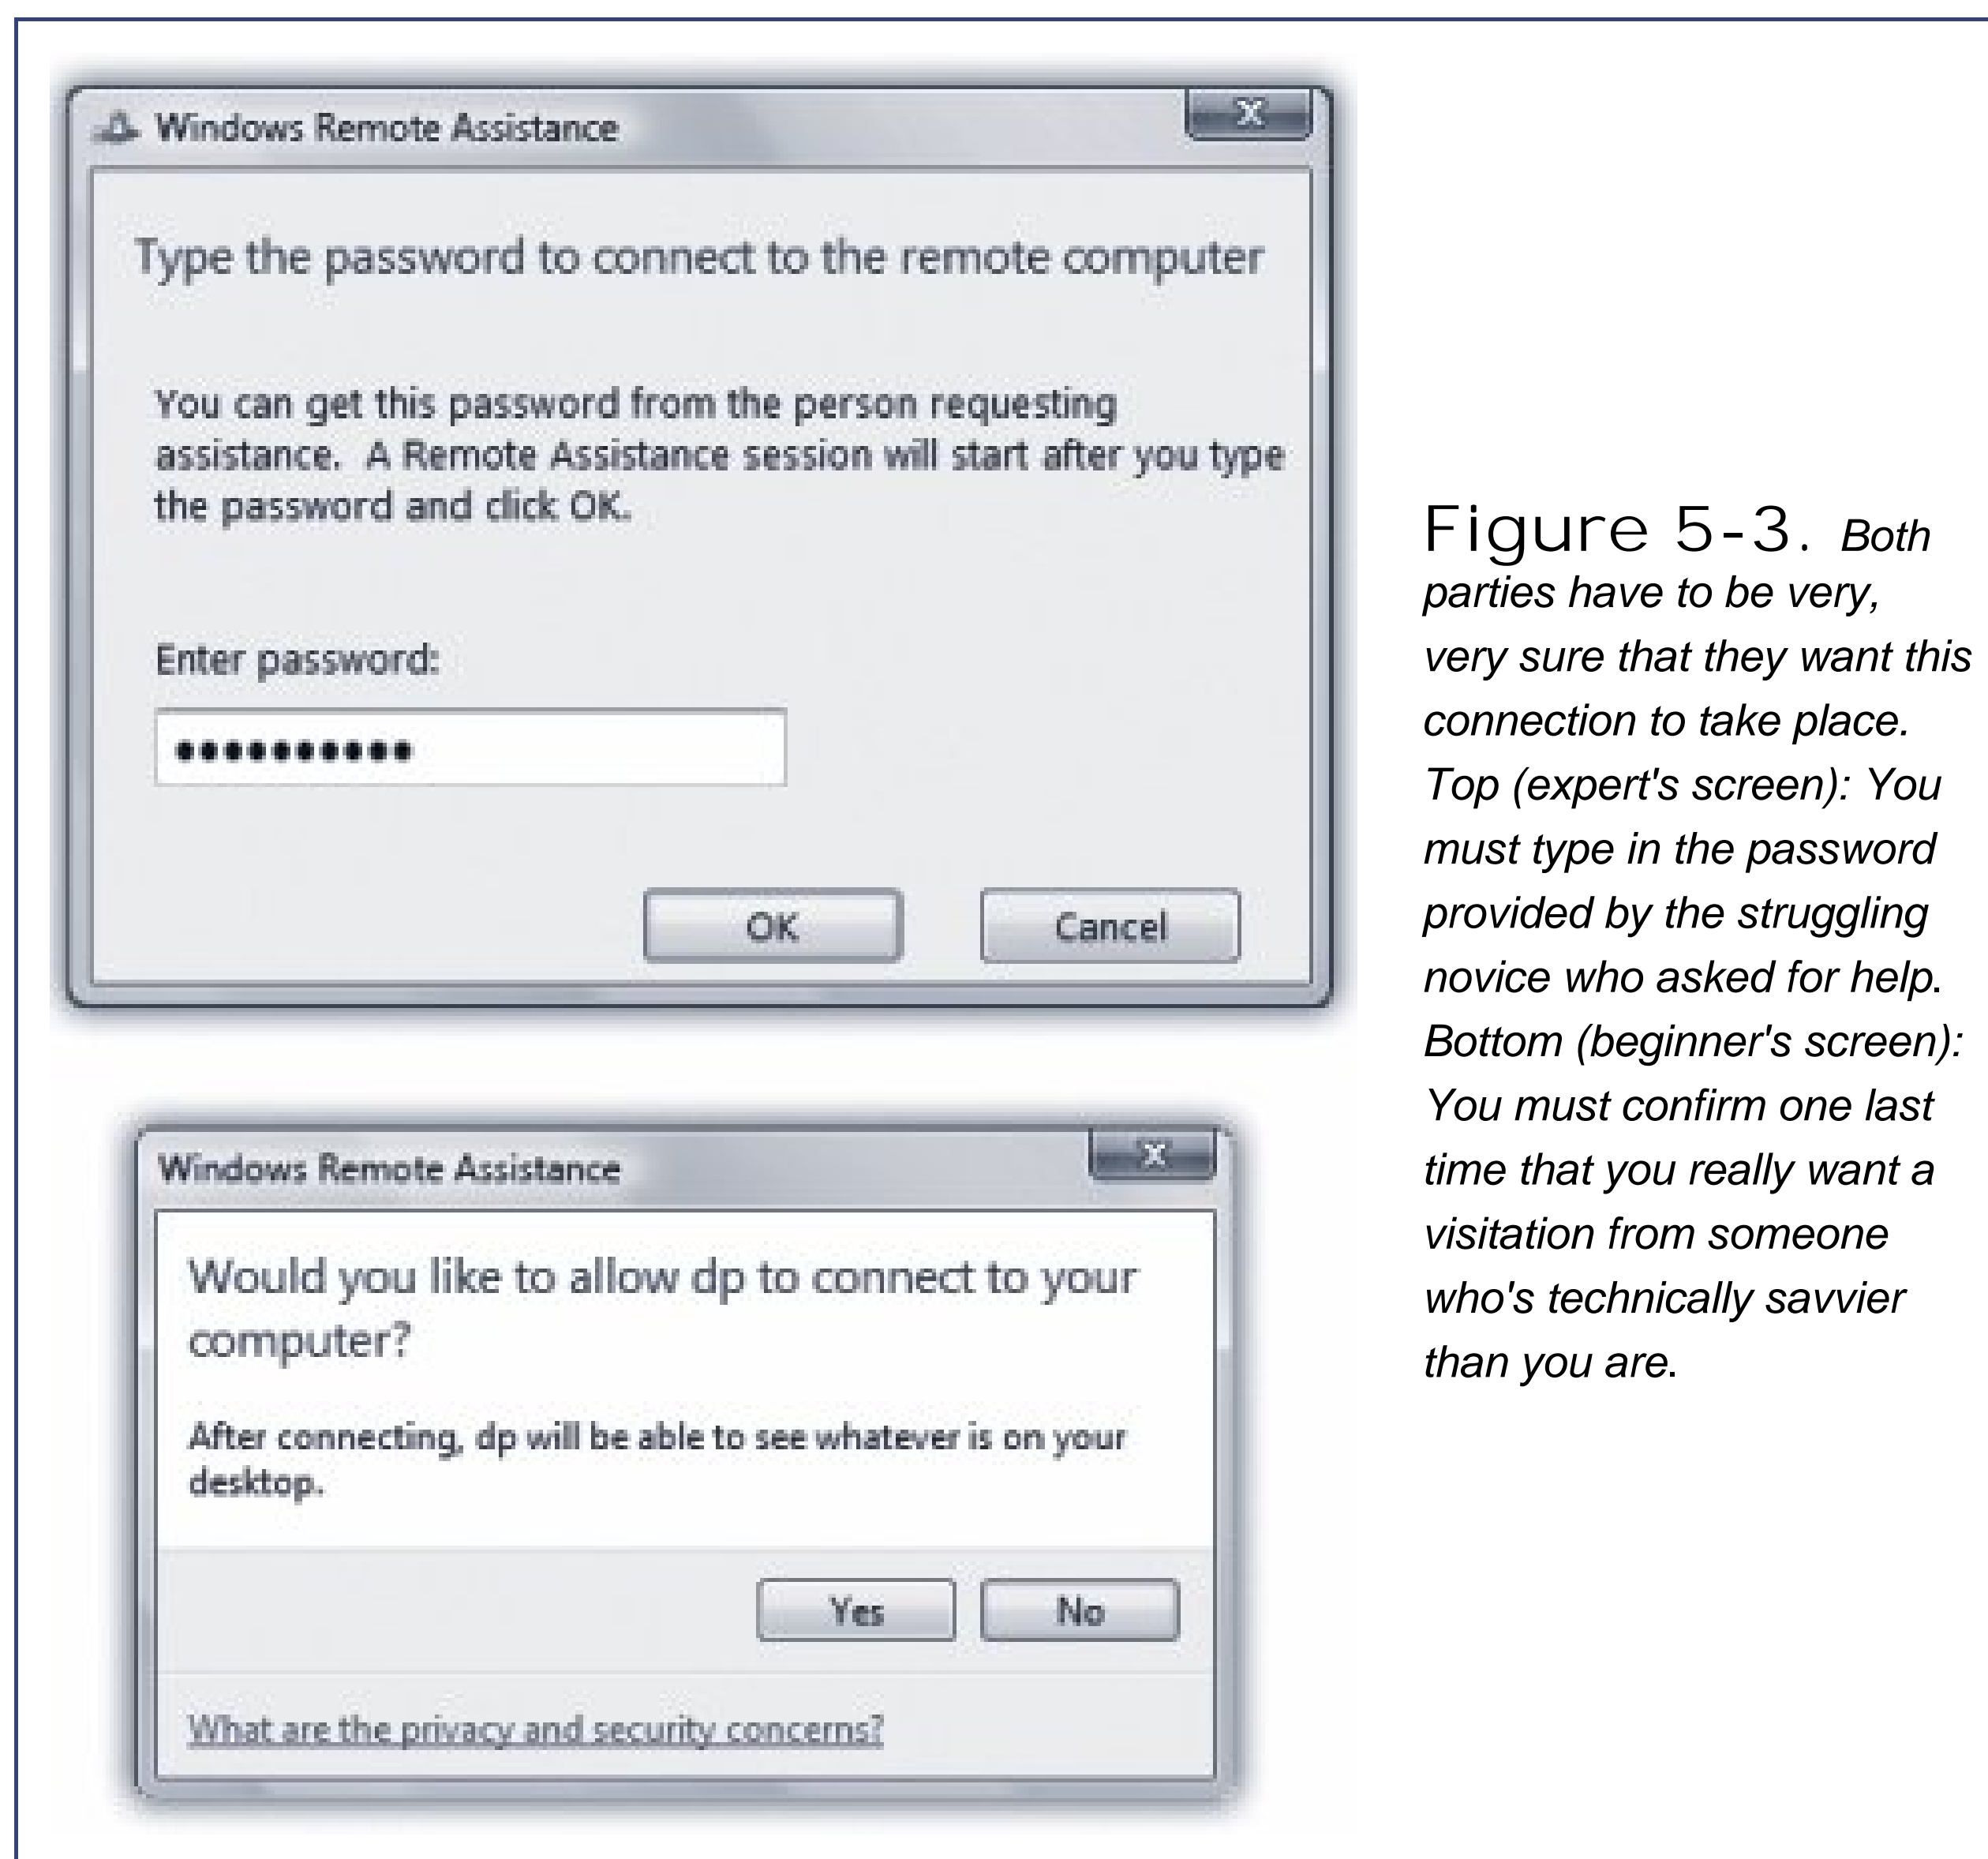 Windows Remote Assistance
X
Type the password to connect to the remote computer
You can get this password from the person requesting
assistance.  A Remote Assistance session will start after you type
the password and click OK.
Enter password:
••••••••••
OK
Cancel
Windows Remote Assistance
X
Would you like to allow dp to connect to your
computer?
After connecting, dp will be able to see whatever is on your
desktop.
Yes
No
What are the privacy and security concerns?
Figure 5-3. Both
parties have to be very,
very sure that they want this
connection to take place.
Top (expert's screen): You
must type in the password
provided by the struggling
novice who asked for help.
Bottom (beginner's screen):
You must confirm one last
time that you really want a
visitation from someone
who's technically savvier
than you are.